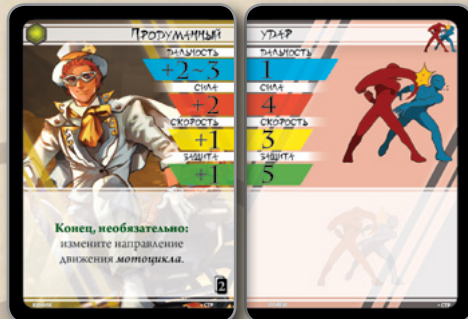 Продуманный
ДАЛЬНОСТЬ
+2~3
СИЛА
+2
СКОРОСТЬ
+1
ЗАЩИТА
+1
Конец, необязательно:
измените направление
движения мотоцикла.
2
УДАР
ДАЛЬНОСТЬ
1
СИЛА
4
СКОРОСТЬ
3
ЗАЩИТА
5